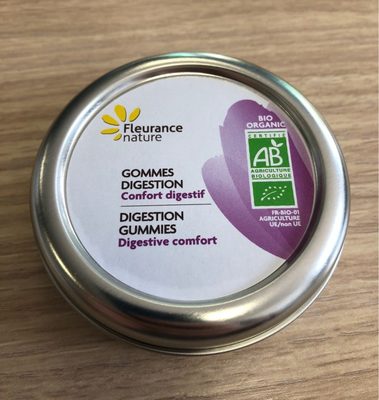 Fleurance
nature
BIO
ORGANIC
CERTIFIÉ
AB
AGRICULTURE
BIOLOGIQUE
FR-BIO-01
AGRICULTURE
UE/non UE
GOMMES
DIGESTION
Confort digestif
DIGESTION
GUMMIES
Digestive comfort